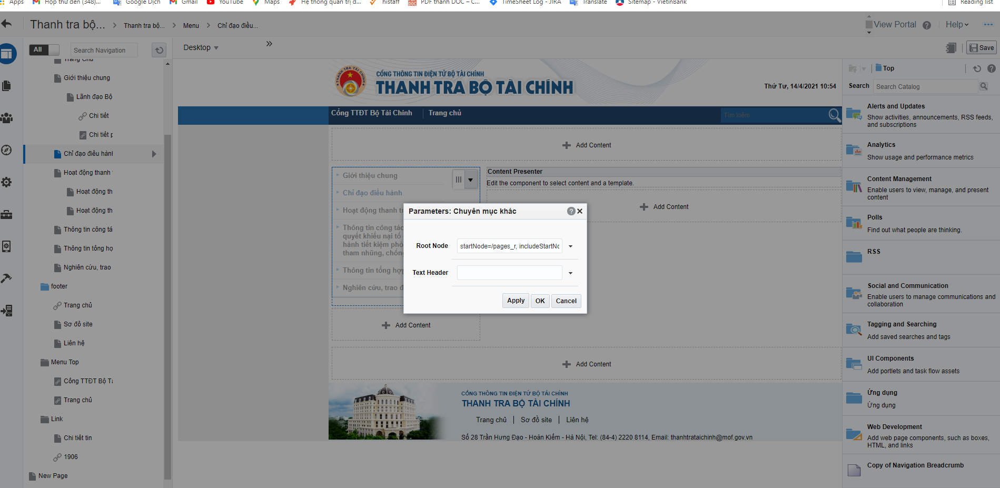 Apps
Hộp thư đến (348)...
Google Dịch
Gmail
YouTube
Maps
Hệ thống quản trị d...
histaff
PDF thành DOC – C...
TimeSheet Log - JIRA
Translate
Sitemap - VietinBank
Reading list
Thanh tra bộ...
Thanh tra bộ...
Menu
Chỉ đạo điều...
View Portal
Help
All
Search Navigation
Desktop
Save
Trang Chủ
Giới thiệu chung
Lãnh đạo Bộ
Chi tiết
Chi tiết p
Chỉ đạo điều hành
Hoạt động thanh
Hoạt động th
Hoạt động th
Thông tin công tá
Thông tin tổng họ
Nghiên cứu, trao
footer
Trang chủ
Sơ đồ site
Liên hệ
Menu Top
Cổng TTĐT Bộ Tà
Trang chủ
Link
Chi tiết tin
1906
New Page
CỔNG THÔNG TIN ĐIỆN TỬ BỘ TÀI CHÍNH
THANH TRA BỘ TÀI CHÍNH
Thứ Tư, 14/4/2021 10:54
Cổng TTĐT Bộ Tài Chính
Trang chủ
Tìm kiếm
Add Content
Giới thiệu chung
Chỉ đạo điều hành
Hoạt động thanh tr
Thông tin công tác
quyết khiếu nại tố
hành tiết kiệm phò
tham nhũng, chống
Thông tin tổng hợp
Nghiên cứu, trao đ
Content Presenter
Edit the component to select content and a template.
Add Content
Parameters: Chuyên mục khác
Root Node
startNode=/pages_r, includeStartNo
Text Header
Apply
OK
Cancel
Add Content
Add Content
CỔNG THÔNG TIN ĐIỆN TỬ BỘ TÀI CHÍNH
THANH TRA BỘ TÀI CHÍNH
Trang chủ
Sơ đồ site
Liên hệ
Số 28 Trần Hưng Đạo - Hoàn Kiếm - Hà Nội, Tel: (84-4) 2220 8114, Email: thanhtrataichinh@mof.gov.vn
Top
Search
Search Catalog
Alerts and Updates
Show activities, announcements, RSS feeds,
and subscriptions
Analytics
Show usage and performance metrics
Content Management
Enable users to view, manage, and present
content
Polls
Find out what people are thinking.
RSS
Social and Communication
Enable users to manage communications and
collaboration
Tagging and Searching
Add saved searches and tags
UI Components
Add portlets and task flow assets
Ứng dụng
Ứng dụng
Web Development
Add web page components, such as boxes,
HTML, and links
Copy of Navigation Breadcrumb